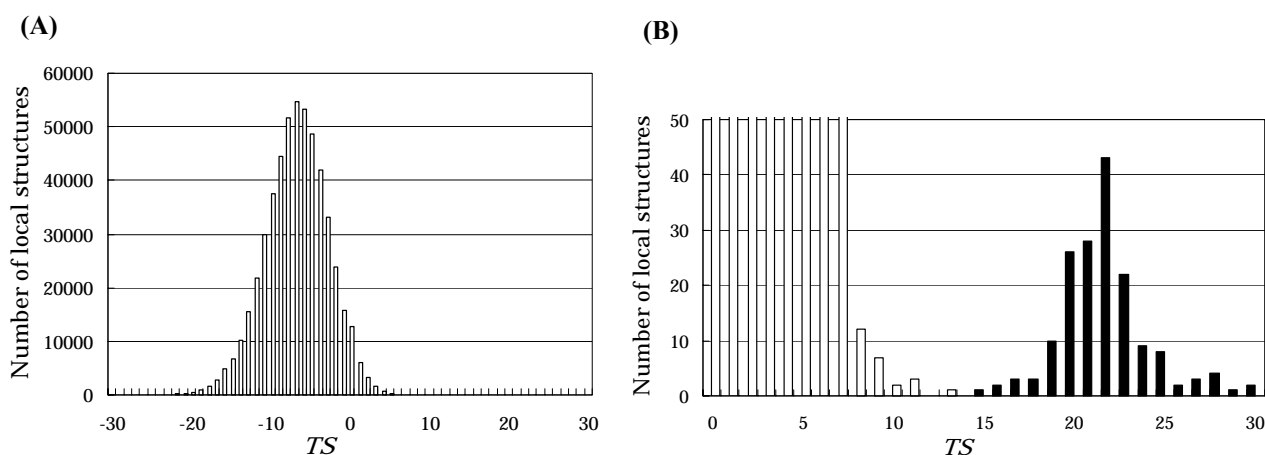 (A)
Number of local structures
60000
50000
40000
30000
20000
10000
0
-30 -20 -10 0 10 20 30
TS
(B)
Number of local structures
50
40
30
20
10
0
0 5 10 15 20 25 30
TS